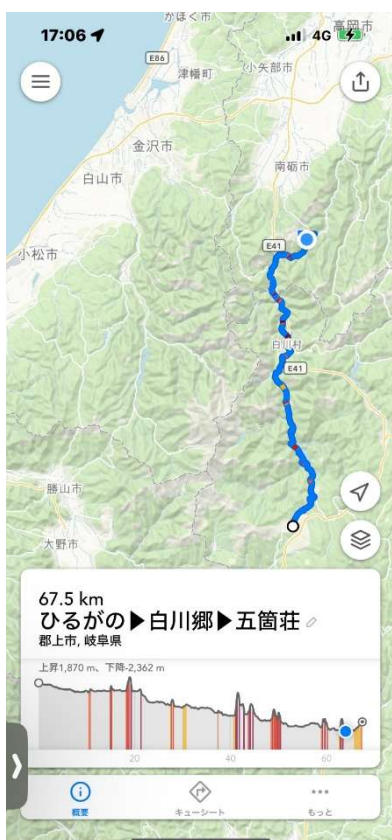 かほく市
高岡市
17:06
4G
E86
津幡町
小矢部市
金沢市
南砺市
白山市
E41
小松市
白川村
E41
勝山市
大野市
67.5 km
ひるがの▶白川郷▶五箇荘
郡上市, 岐阜県
上昇1,870 m、下降-2,362 m
20
40
60
概要
キューシート
もっと